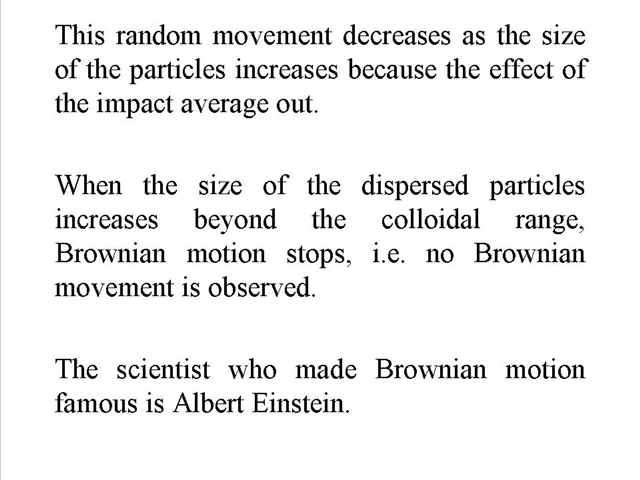 This random movement decreases as the size
of the particles increases because the effect of
the impact average out.
When the size of the dispersed particles
increases beyond the colloidal range,
Brownian motion stops, i.e. no Brownian
movement is observed.
The scientist who made Brownian motion
famous is Albert Einstein.